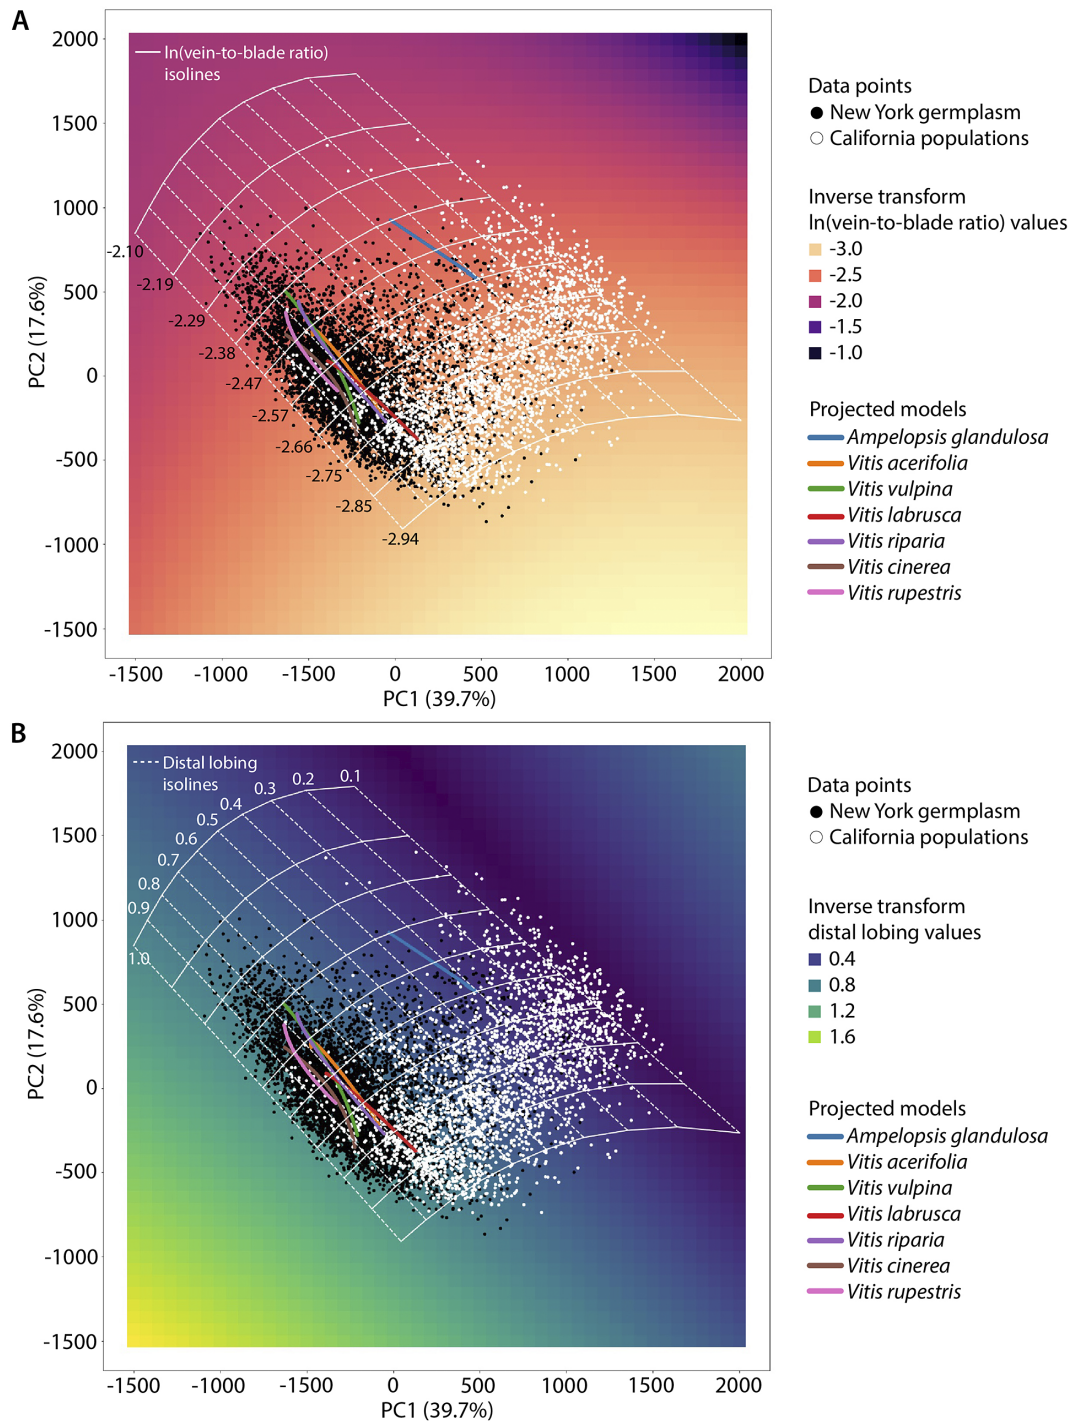 A
2000
1500
1000
500
0
-500
-1000
-1500
PC2 (17.6%)
ln(vein-to-blade ratio)
isolines
-2.10
-2.19
-2.29
-2.38
-2.47
-2.57
-2.66
-2.75
-2.85
-2.94
-1500
-1000
-1500
0
500
1000
1500
2000
PC1 (39.7%)
Data points
New York germplasm
California populations
Inverse transform
ln(vein-to-blade ratio) values
-3.0
-2.5
-2.0
-1.5
-1.0
Projected models
Ampelopsis glandulosa
Vitis acerifolia
Vitis vulpina
Vitis labrusca
Vitis riparia
Vitis cinerea
Vitis rupestris
B
2000
1500
1000
500
0
-500
-1000
-1500
PC2 (17.6%)
Distal lobing
isolines
0.1
0.2
0.3
0.4
0.5
0.6
0.7
0.8
0.9
1.0
-1500
-1000
-1500
0
500
1000
1500
2000
PC1 (39.7%)
Data points
New York germplasm
California populations
Inverse transform
distal lobing values
0.4
0.8
1.2
1.6
Projected models
Ampelopsis glandulosa
Vitis acerifolia
Vitis vulpina
Vitis labrusca
Vitis riparia
Vitis cinerea
Vitis rupestris